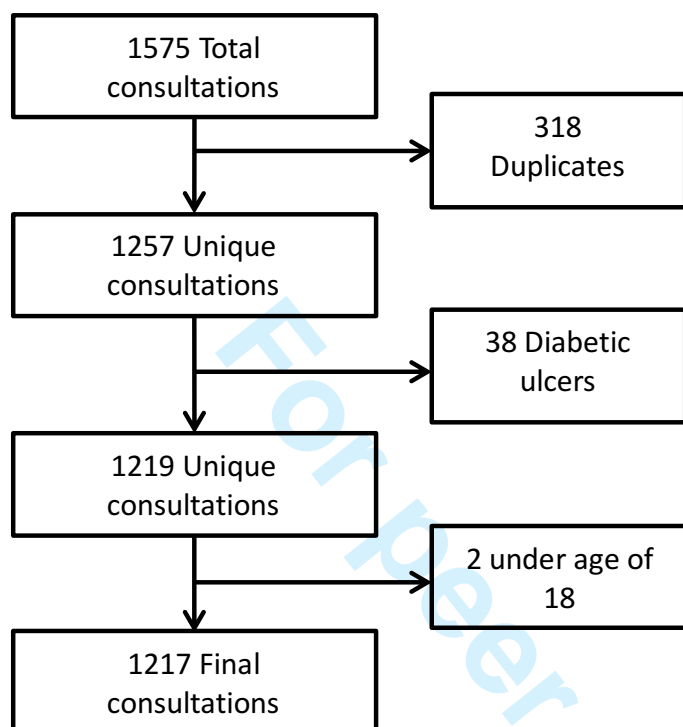 1575 Total
consultations
318
Duplicates
1257 Unique
consultations
38 Diabetic
ulcers
1219 Unique
consultations
2 under age of
18
1217 Final
consultations
For peer